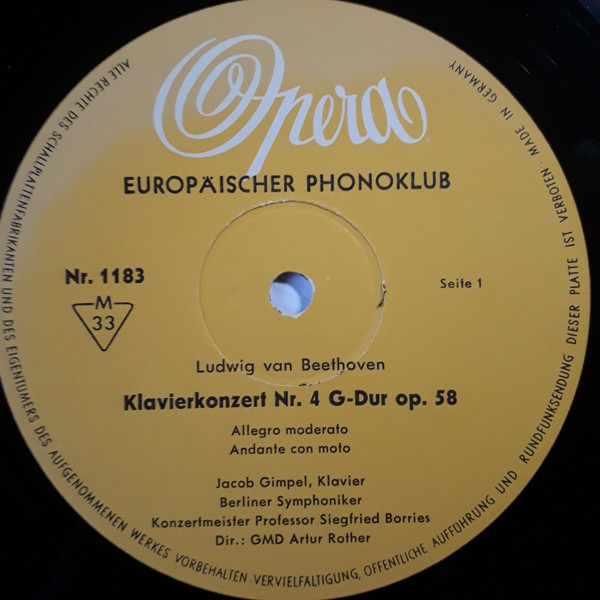 Opera
EUROPÄISCHER PHONOKLUB
Nr. 1183
M
33
Seite 1
Ludwig van Beethoven
Klavierkonzert Nr. 4 G-Dur op. 58
Allegro moderato
Andante con moto
Jacob Gimpel, Klavier
Berliner Symphoniker
Konzertmeister Professor Siegfried Borries
Dir.: GMD Artur Rother
ALLE RECHTE DES SCHALLPLATTENFABRIKANTEN UND DES EIGENTÜMERS DES AUFGENOMMENEN WERKES VORBEHALTEN VERVIELFÄLTIGUNG, ÖFFENTLICHE AUFFÜHRUNG UND RUNDFUNKSENDUNG DIESER PLATTE IST VERBOTEN · MADE IN GERMANY